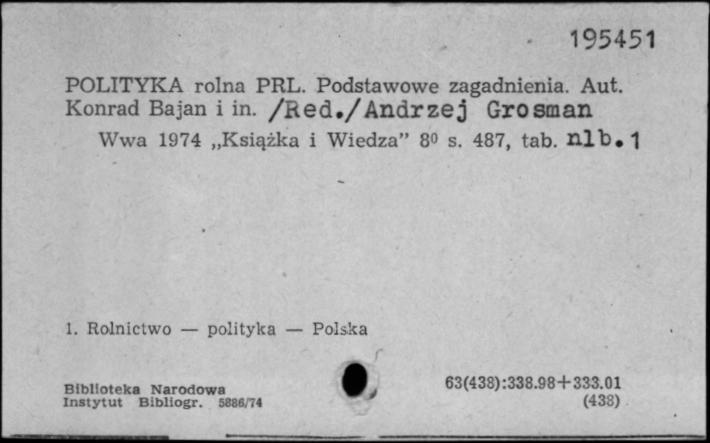 195451
POLITYKA rolna PRL. Podstawowe zagadnienia. Aut.
Konrad Bajan i in. /Red./Andrzej Grosman
Wwa 1974 „Książka i Wiedza” 8⁰ s. 487, tab. nlb.1
1. Rolnictwo — polityka — Polska
Biblioteka Narodowa
Instytut Bibliogr. 5886/74
63(438):338.98+333.01
(438)